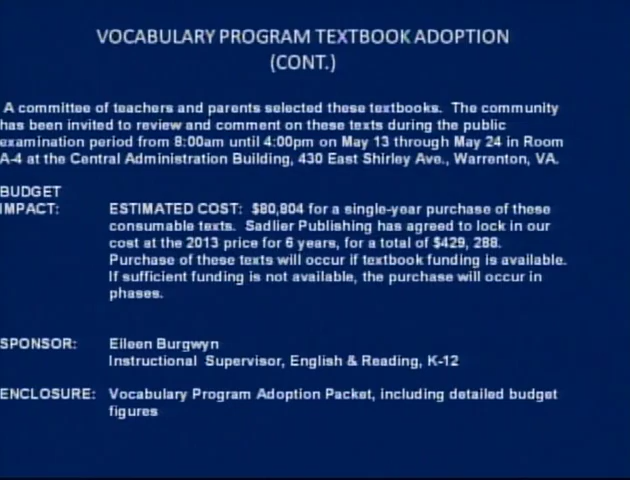 VOCABULARY PROGRAM TEXTBOOK ADOPTION
(CONT.)
A committee of teachers and parents selected these textbooks. The community
has been invited to review and comment on these texts during the public
examination period from 8:00am until 4:00pm on May 13 through May 24 in Room
A-4 at the Central Administration Building, 430 East Shirley Ave., Warrenton, VA.
BUDGET
IMPACT: ESTIMATED COST: $80,804 for a single-year purchase of these
consumable texts. Sadlier Publishing has agreed to lock in our
cost at the 2013 price for 6 years, for a total of $429, 288.
Purchase of these texts will occur if textbook funding is available.
If sufficient funding is not available, the purchase will occur in
phases.
SPONSOR: Eileen Burgwyn
Instructional Supervisor, English & Reading, K-12
ENCLOSURE: Vocabulary Program Adoption Packet, including detailed budget
figures